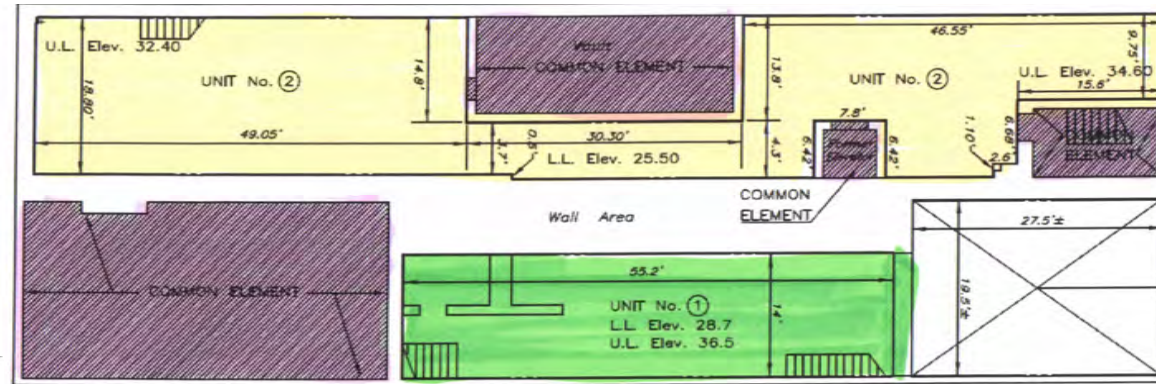 U.L. Elev. 32.40
UNIT No. 2
18.80'
49.05'
14.8'
Vault
COMMON ELEMENT
30.30'
3.7'
0.5'
L.L. Elev. 25.50
46.55'
13.8'
4.3'
UNIT No. 2
9.75'
U.L. Elev. 34.60
15.6'
7.8'
6.42'
6.42'
1.10'
2.6'
6.68'
COMMON
ELEMENT
COMMON
ELEMENT
Wall Area
COMMON ELEMENT
55.2'
UNIT No. 1
L.L. Elev. 28.7
U.L. Elev. 36.5
14'
27.5'±
19.5'±